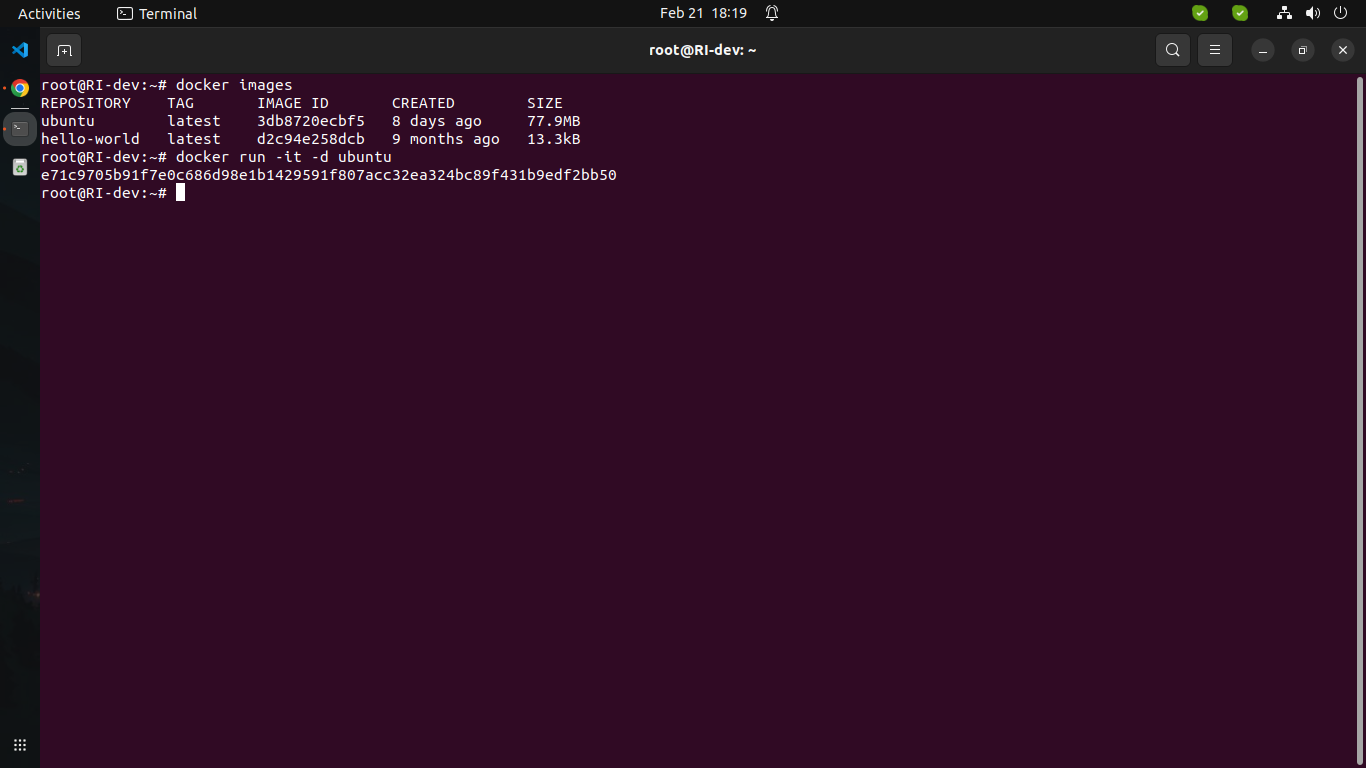 Activities Terminal Feb 21 18:19
root@RI-dev: ~
root@RI-dev:~# docker images
REPOSITORY TAG IMAGE ID CREATED SIZE
ubuntu latest 3db8720ecbf5 8 days ago 77.9MB
hello-world latest d2c94e258dcb 9 months ago 13.3kB
root@RI-dev:~# docker run -it -d ubuntu
e71c9705b91f7e0c686d98e1b1429591f807acc32ea324bc89f431b9edf2bb50
root@RI-dev:~#